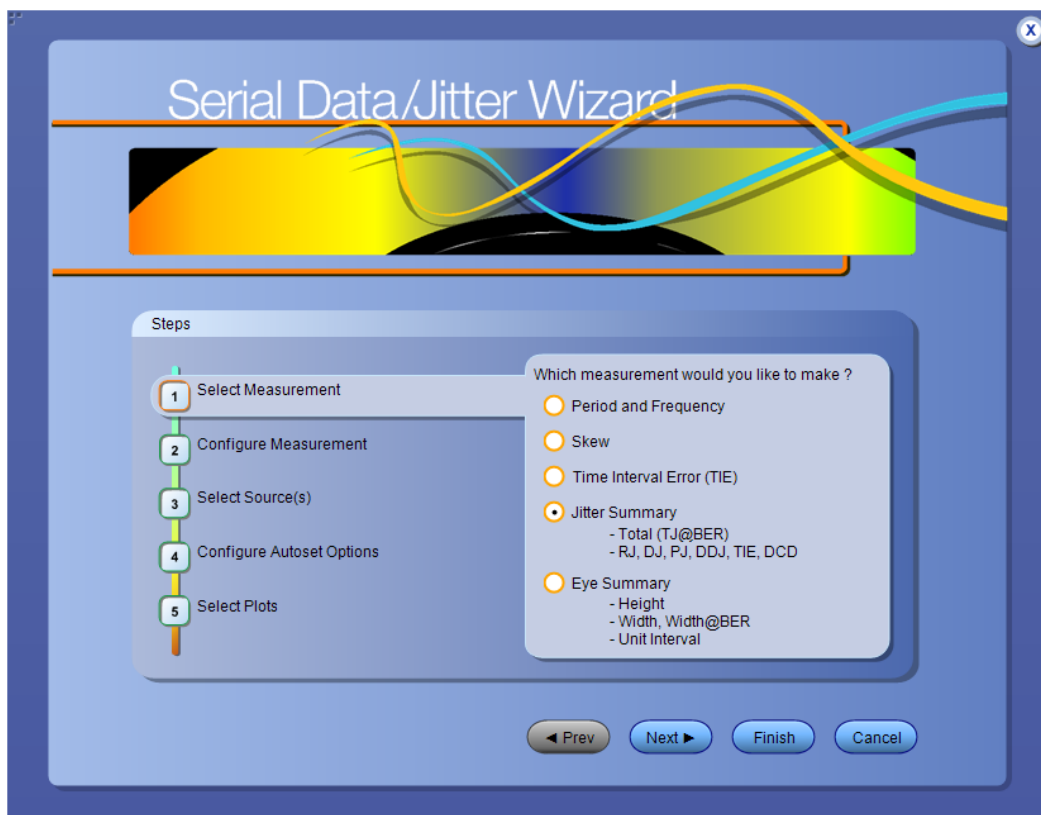 X
Serial Data/Jitter Wizard
Steps
1 Select Measurement
2 Configure Measurement
3 Select Source(s)
4 Configure Autoset Options
5 Select Plots
Which measurement would you like to make ?
Period and Frequency
Skew
Time Interval Error (TIE)
Jitter Summary
- Total (TJ@BER)
- RJ, DJ, PJ, DDJ, TIE, DCD
Eye Summary
- Height
- Width, Width@BER
- Unit Interval
◄ Prev
Next ►
Finish
Cancel